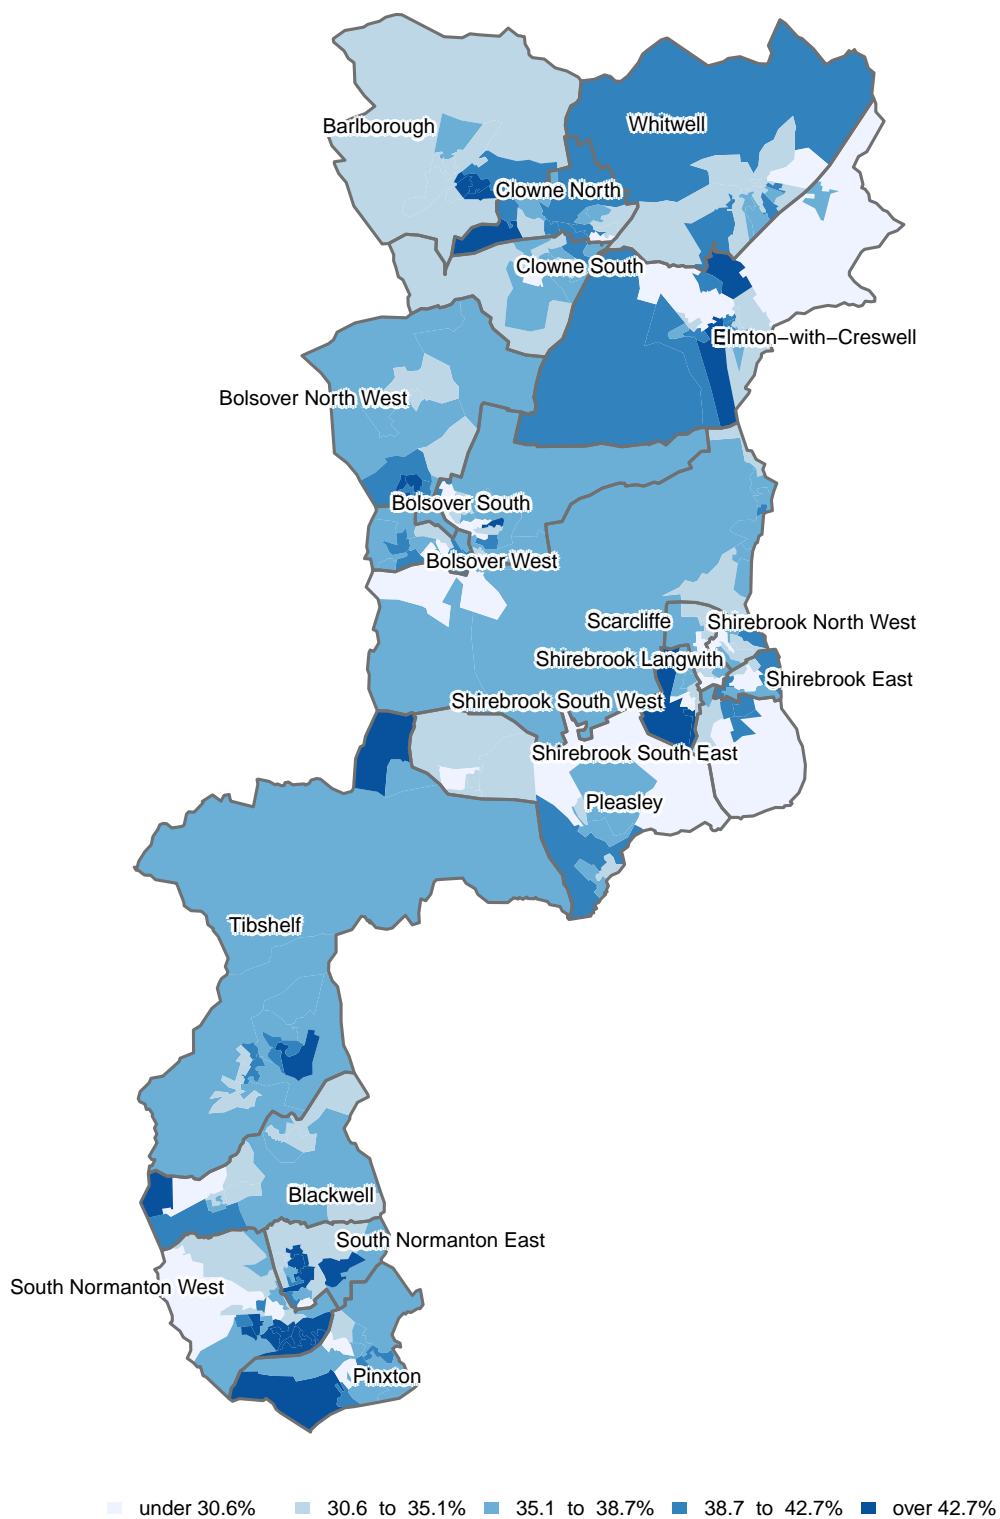 Barlborough
Whitwell
Clowne North
Clowne South
Elmton−with−Creswell
Bolsover North West
Bolsover South
Bolsover West
Scarcliffe
Shirebrook North West
Shirebrook Langwith
Shirebrook East
Shirebrook South West
Shirebrook South East
Pleasley
Tibshelf
Blackwell
South Normanton East
South Normanton West
Pinxton
under 30.6% 30.6 to 35.1% 35.1 to 38.7% 38.7 to 42.7% over 42.7%